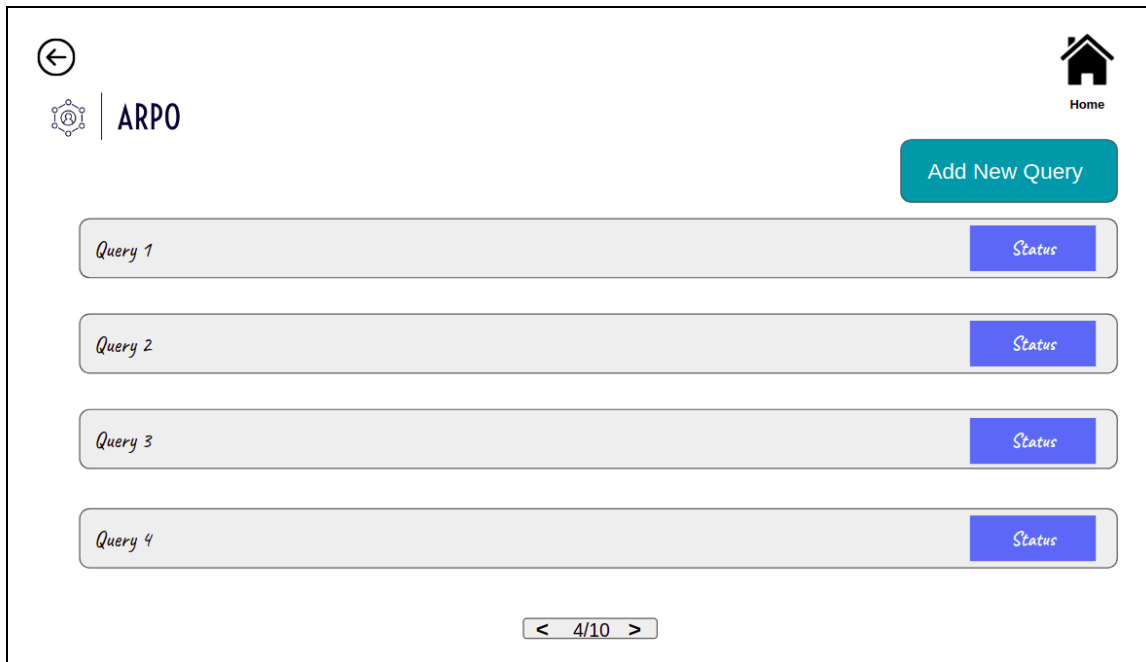 Home
ARPO
Add New Query
Query 1 Status
Query 2 Status
Query 3 Status
Query 4 Status
< 4/10 >